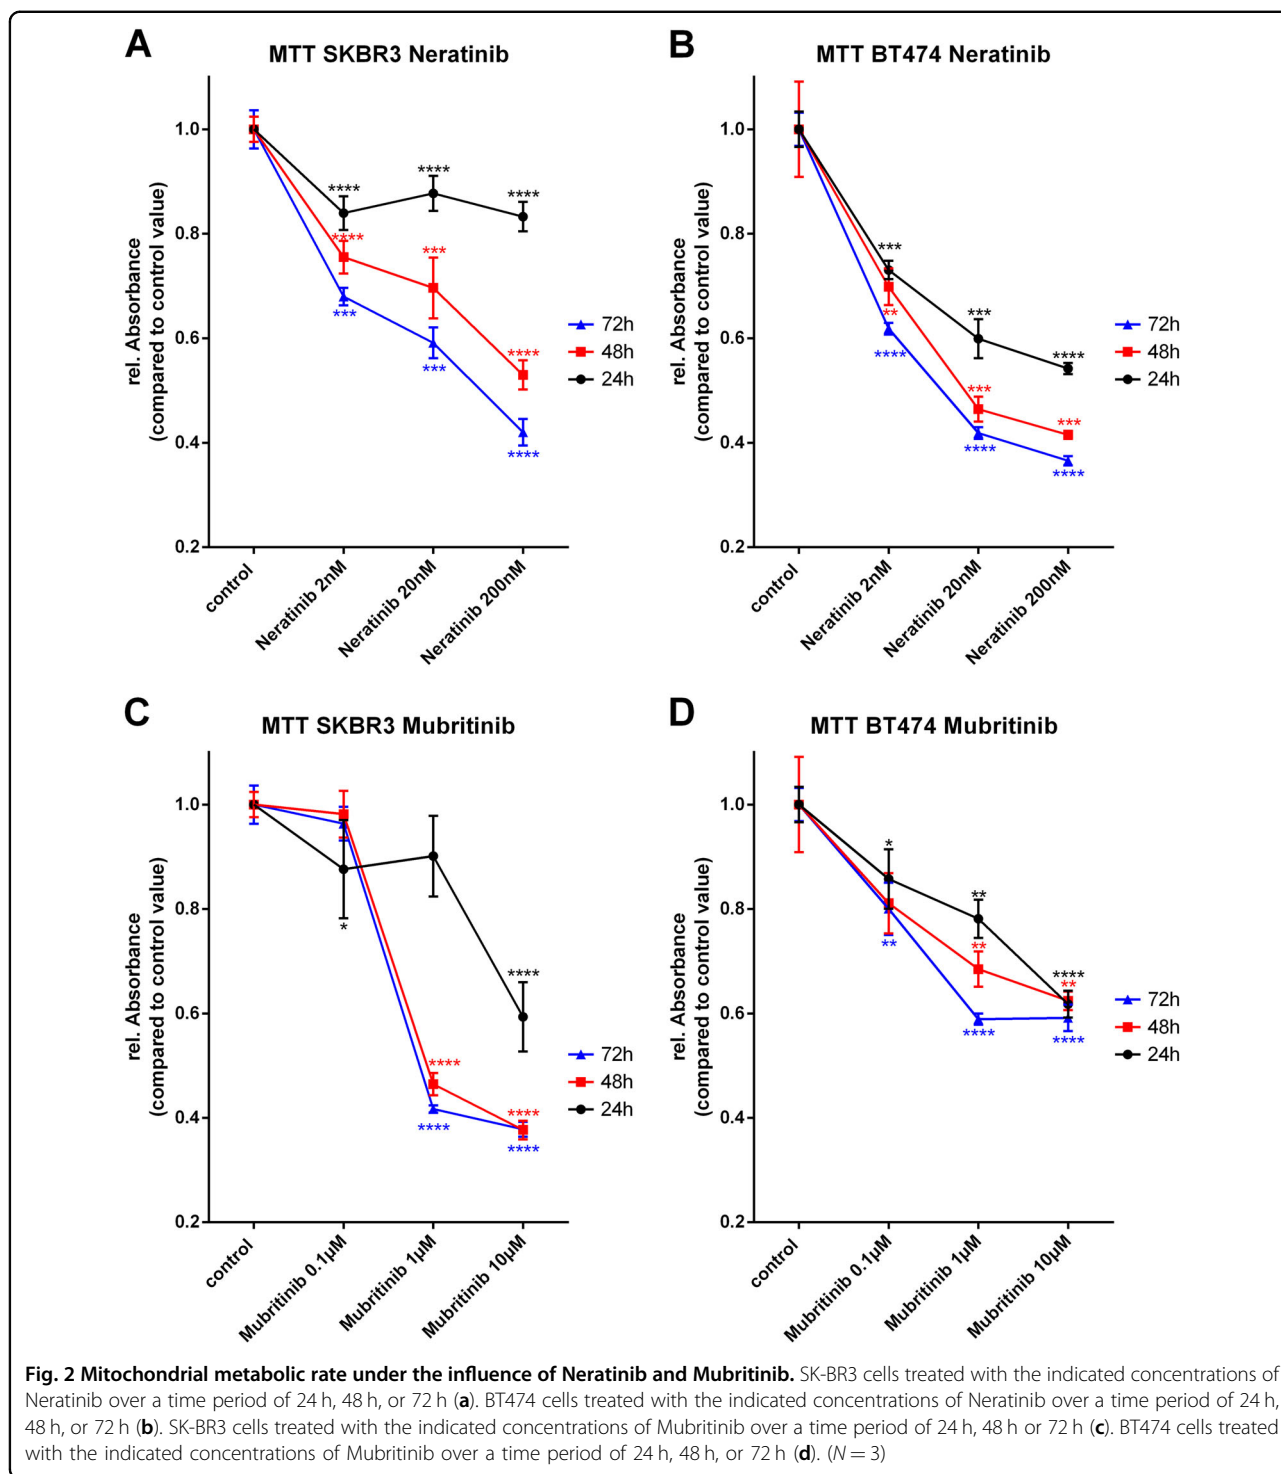 A
MTT SKBR3 Neratinib
rel. Absorbance
(compared to control value)
1.0
0.8
0.6
0.4
0.2
****
****
****
****
***
****
***
***
****
72h
48h
24h
control
Neratinib 2nM
Neratinib 20nM
Neratinib 200nM
B
MTT BT474 Neratinib
rel. Absorbance
(compared to control value)
1.0
0.8
0.6
0.4
0.2
***
***
****
**
***
***
****
****
****
72h
48h
24h
control
Neratinib 2nM
Neratinib 20nM
Neratinib 200nM
C
MTT SKBR3 Mubritinib
rel. Absorbance
(compared to control value)
1.0
0.8
0.6
0.4
0.2
*
****
****
****
****
****
72h
48h
24h
control
Mubritinib 0.1µM
Mubritinib 1µM
Mubritinib 10µM
D
MTT BT474 Mubritinib
rel. Absorbance
(compared to control value)
1.0
0.8
0.6
0.4
0.2
*
**
****
**
**
**
****
****
72h
48h
24h
control
Mubritinib 0.1µM
Mubritinib 1µM
Mubritinib 10µM
Fig. 2 Mitochondrial metabolic rate under the influence of Neratinib and Mubritinib. SK-BR3 cells treated with the indicated concentrations of
Neratinib over a time period of 24 h, 48 h, or 72 h (a). BT474 cells treated with the indicated concentrations of Neratinib over a time period of 24 h,
48 h, or 72 h (b). SK-BR3 cells treated with the indicated concentrations of Mubritinib over a time period of 24 h, 48 h or 72 h (c). BT474 cells treated
with the indicated concentrations of Mubritinib over a time period of 24 h, 48 h, or 72 h (d). (N = 3)